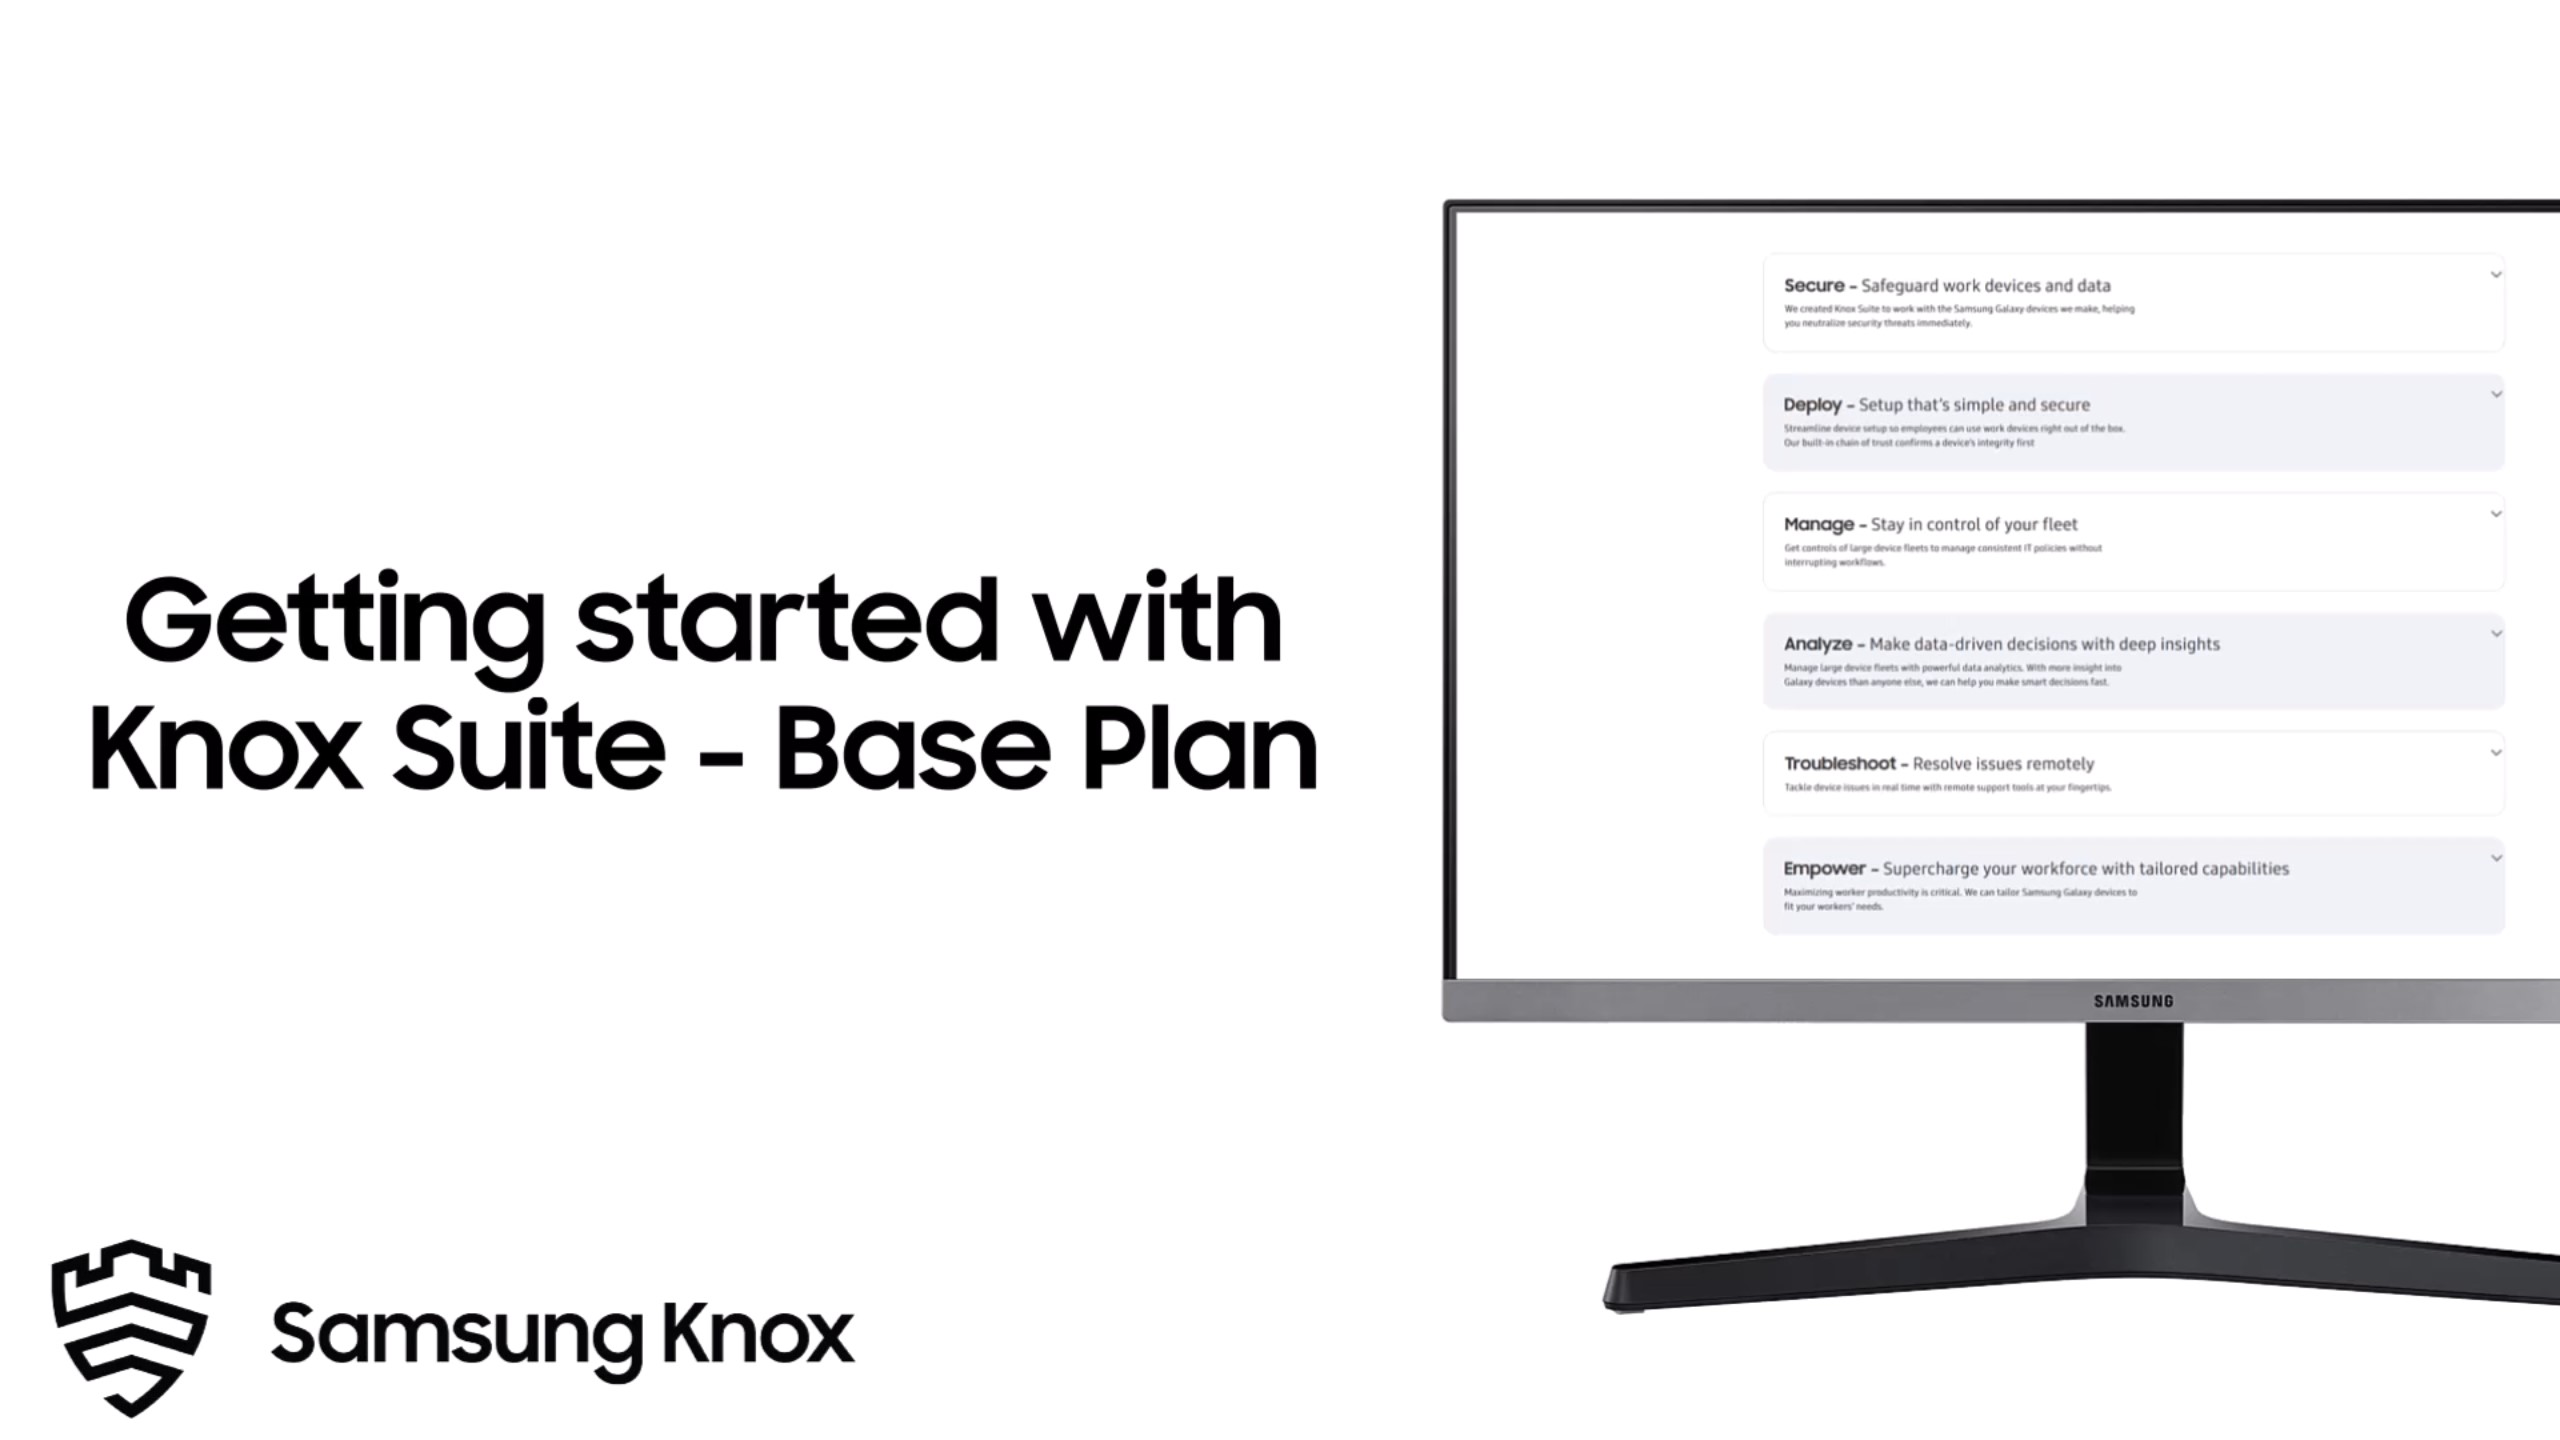 Getting started with
Knox Suite - Base Plan
Samsung Knox
Secure – Safeguard work devices and data
We created Knox Suite to work with the Samsung Galaxy devices we make, helping
you neutralize security threats immediately.
Deploy – Setup that's simple and secure
Streamline device setup so employees can use work devices right out of the box.
Our built-in chain of trust confirms a device's integrity first
Manage – Stay in control of your fleet
Get controls of large device fleets to manage consistent IT policies without
interrupting workflows.
Analyze – Make data-driven decisions with deep insights
Manage large device fleets with powerful data analytics. With more insight into
Galaxy devices than anyone else, we can help you make smart decisions fast.
Troubleshoot – Resolve issues remotely
Tackle device issues in real time with remote support tools at your fingertips.
Empower – Supercharge your workforce with tailored capabilities
Maximizing worker productivity is critical. We can tailor Samsung Galaxy devices to
fit your workers' needs.
SAMSUNG